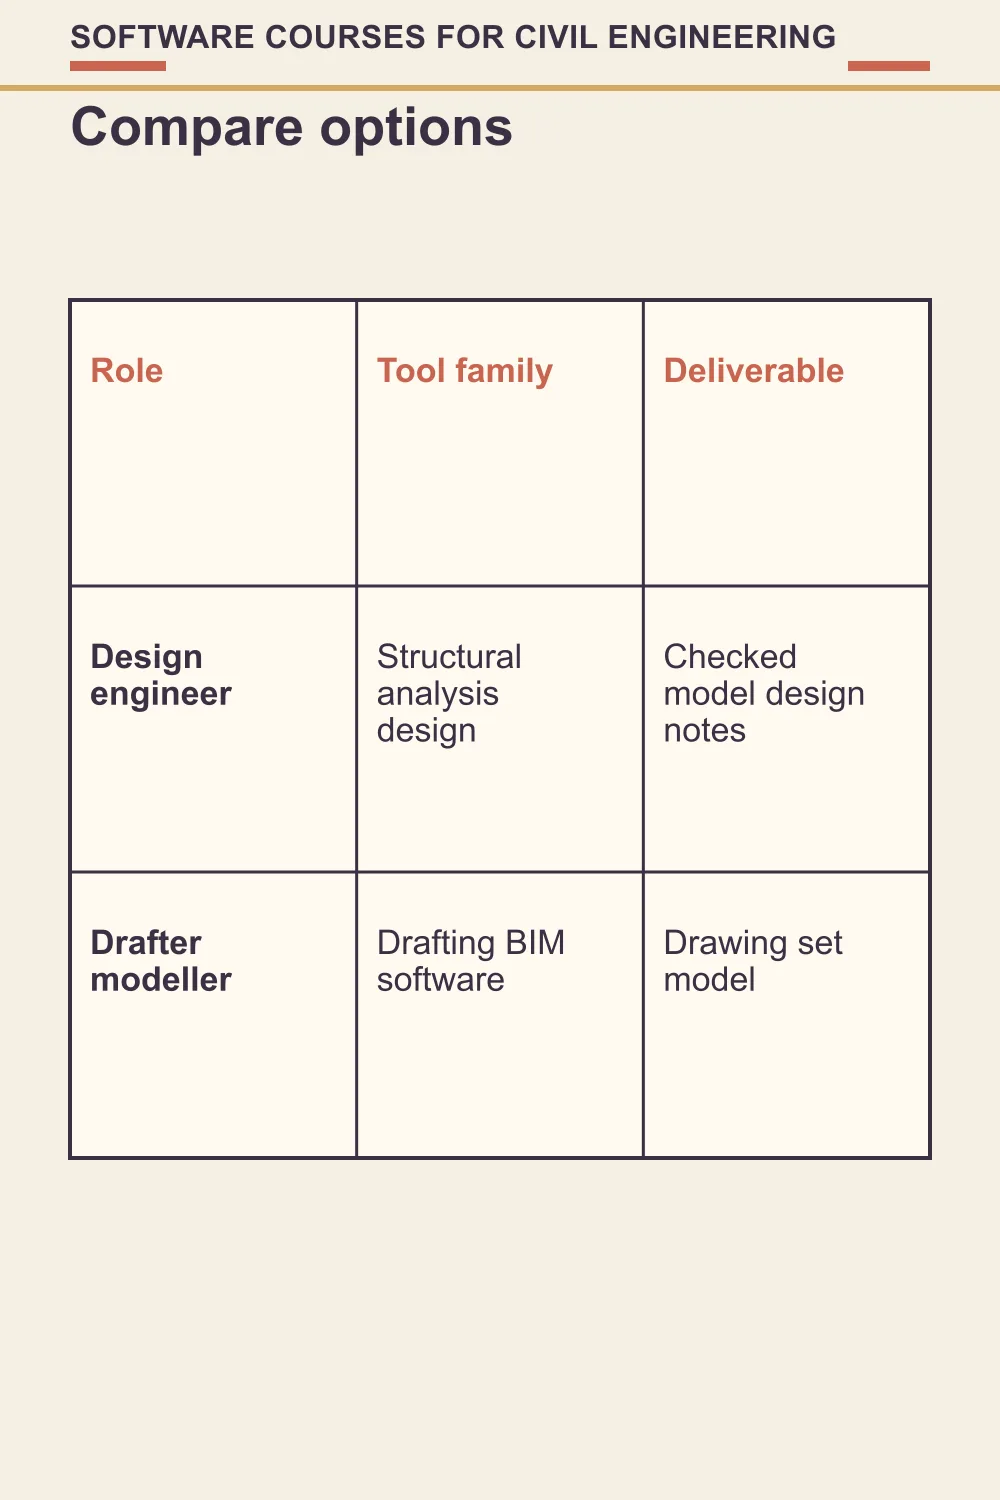 SOFTWARE COURSES FOR CIVIL ENGINEERING
Compare options
Role
Tool family
Deliverable
Design
engineer
Structural
analysis
design
Checked
model design
notes
Drafter
modeller
Drafting BIM
software
Drawing set
model